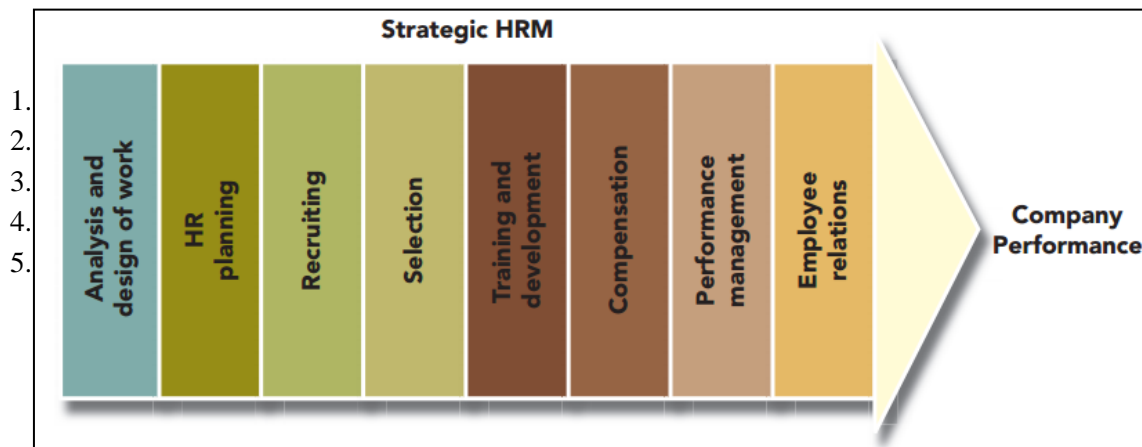 Strategic HRM
1.
2.
3.
4.
5.
Analysis and
design of work
HR
planning
Recruiting
Selection
Training and
development
Compensation
Performance
management
Employee
relations
Company
Performance